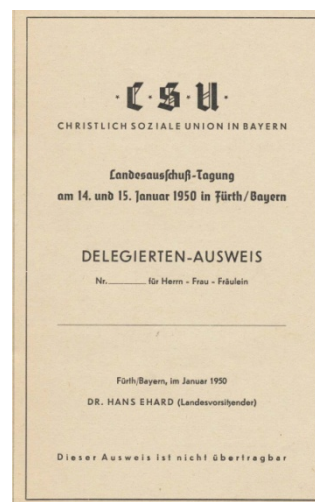 ·C·S·U·
CHRISTLICH SOZIALE UNION IN BAYERN
Landesausschuß-Tagung
am 14. und 15. Januar 1950 in Fürth/Bayern
DELEGIERTEN-AUSWEIS
Nr. ________ für Herrn - Frau - Fräulein
Fürth/Bayern, im Januar 1950
DR. HANS EHARD (Landesvorsitzender)
Dieser Ausweis ist nicht übertragbar